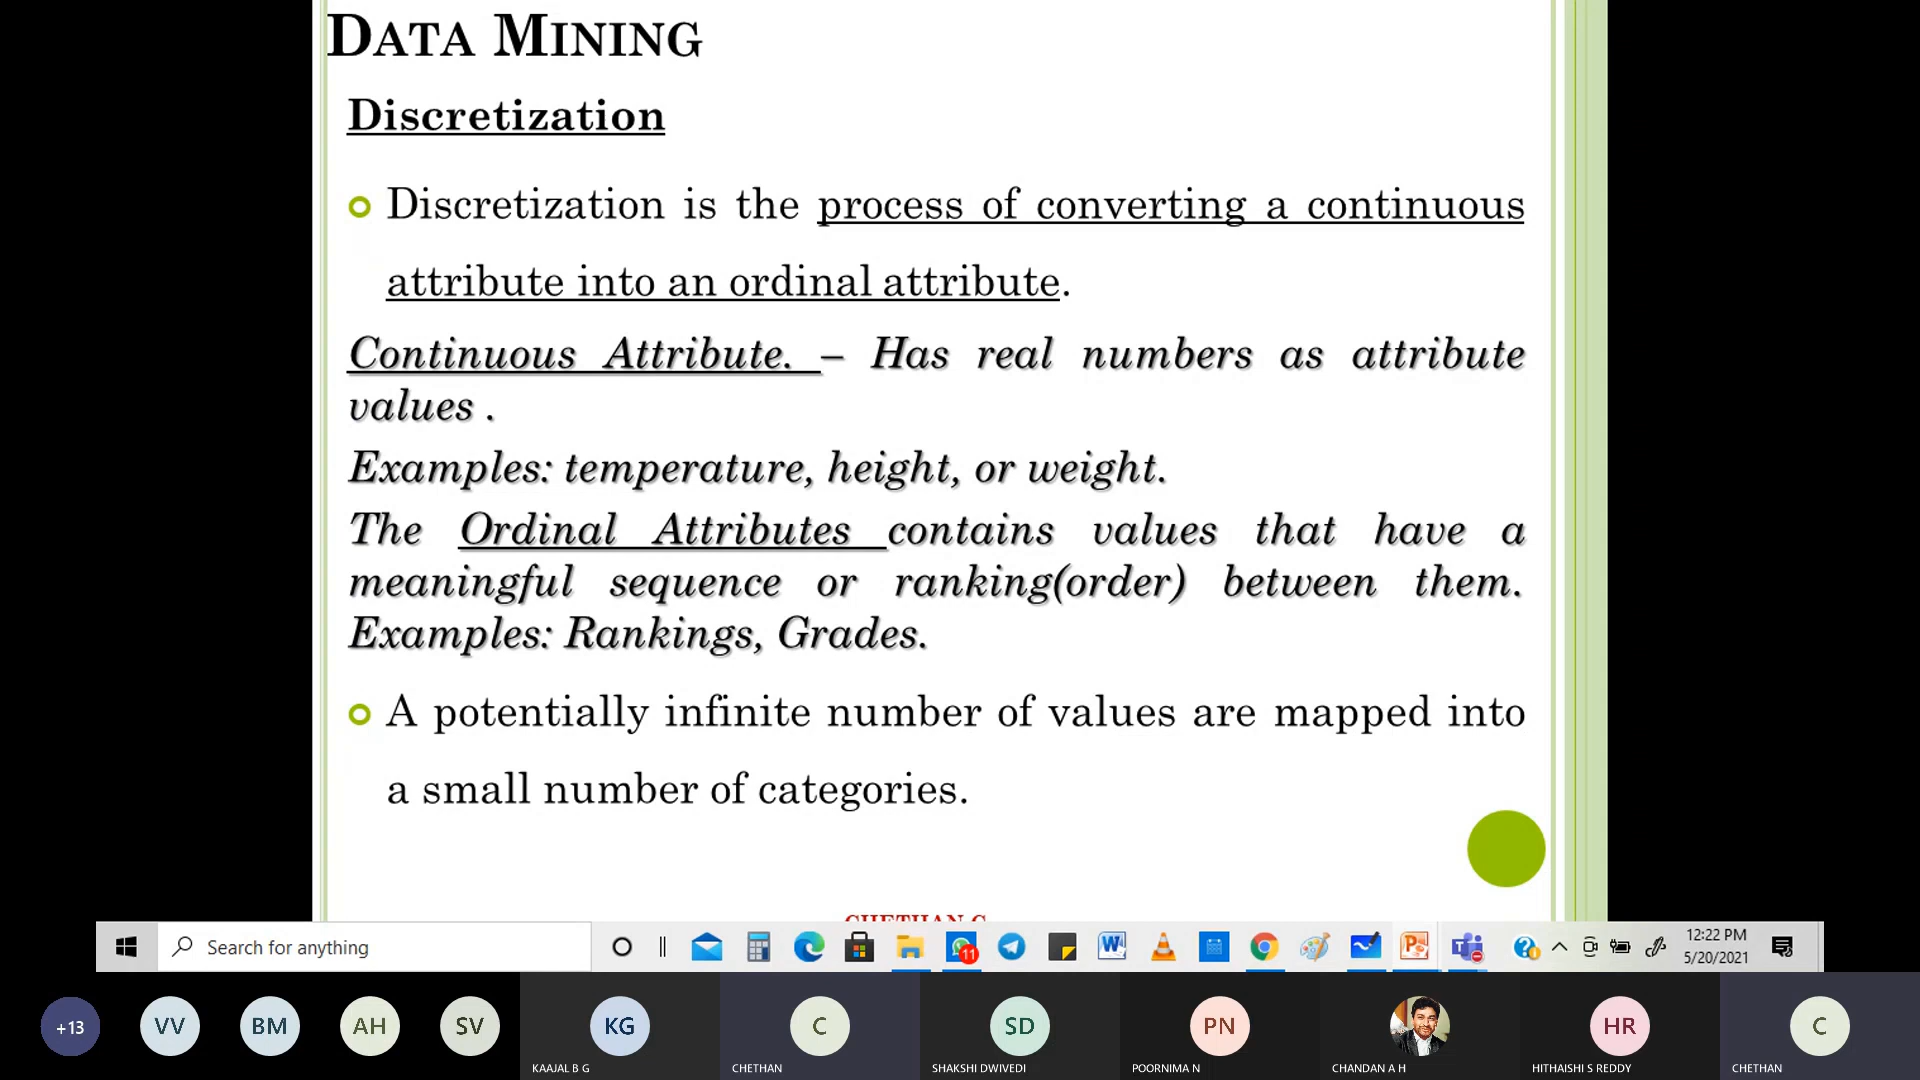 DATA MINING
Discretization
Discretization is the process of converting a continuous
attribute into an ordinal attribute.
Continuous Attribute. – Has real numbers as attribute
values .
Examples: temperature, height, or weight.
The Ordinal Attributes contains values that have a
meaningful sequence or ranking(order) between them.
Examples: Rankings, Grades.
A potentially infinite number of values are mapped into
a small number of categories.
Search for anything
11
12:22 PM
5/20/2021
+13
VV
BM
AH
SV
KG
C
SD
PN
HR
C
KAAJAL B G
CHETHAN
SHAKSHI DWIVEDI
POORNIMA N
CHANDAN A H
HITHAISHI S REDDY
CHETHAN